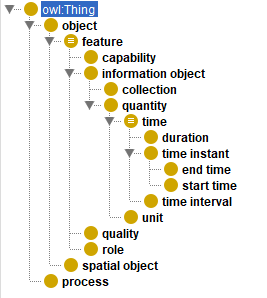 owl:Thing
object
feature
capability
information object
collection
quantity
time
duration
time instant
end time
start time
time interval
unit
quality
role
spatial object
process